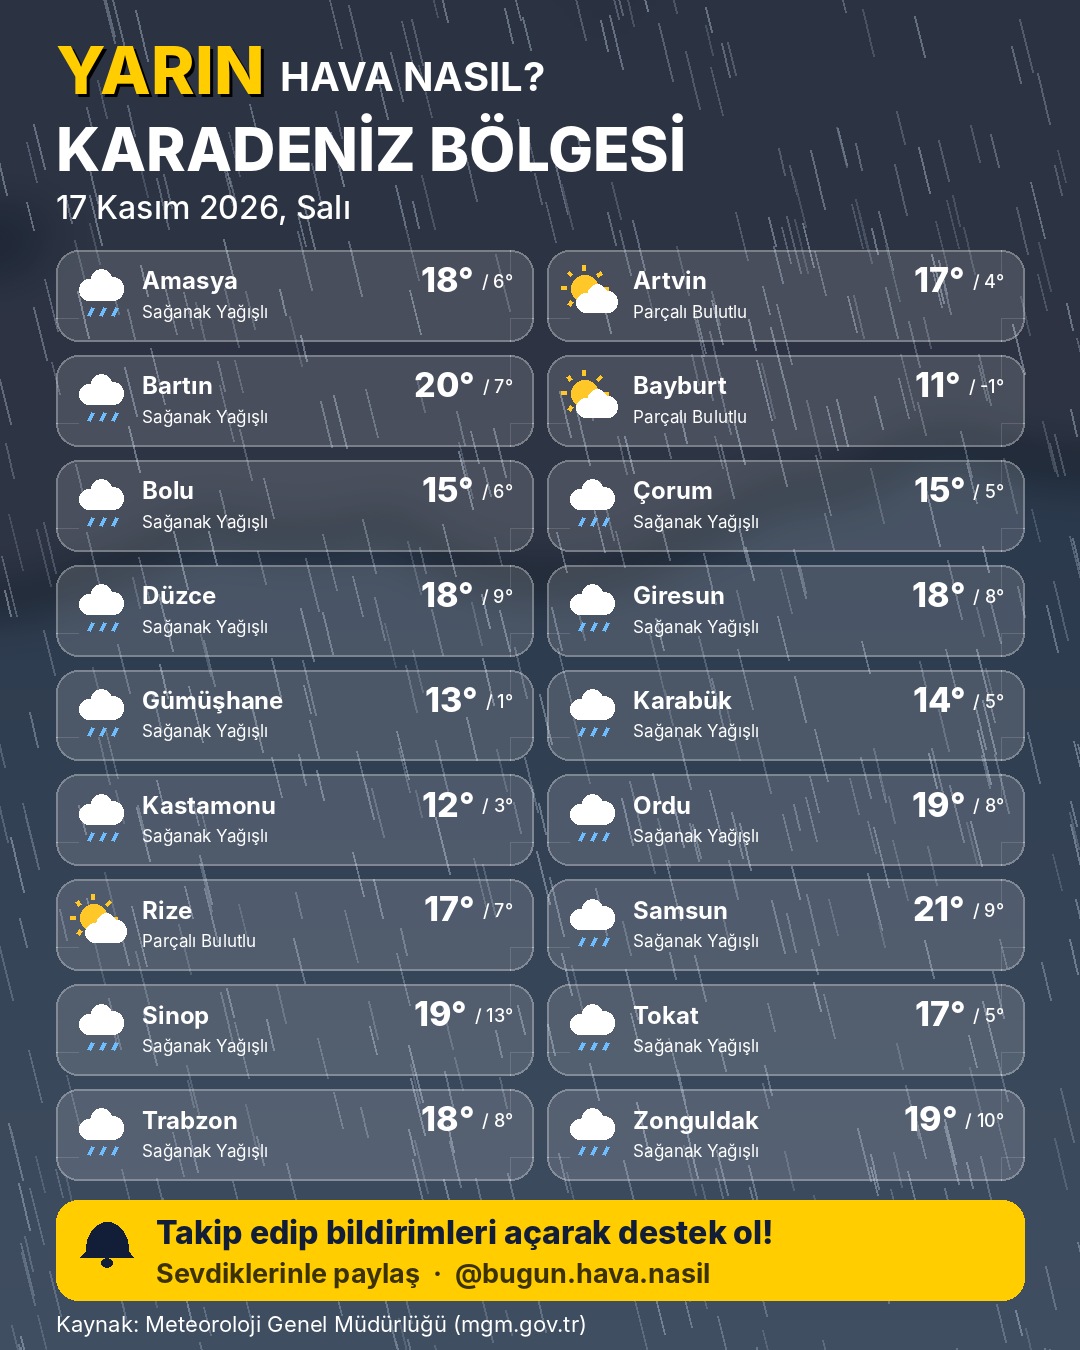 YARIN HAVA NASIL?
KARADENİZ BÖLGESİ
17 Kasım 2026, Salı
Amasya 18° / 6°
Sağanak Yağışlı
Artvin 17° / 4°
Parçalı Bulutlu
Bartın 20° / 7°
Sağanak Yağışlı
Bayburt 11° / -1°
Parçalı Bulutlu
Bolu 15° / 6°
Sağanak Yağışlı
Çorum 15° / 5°
Sağanak Yağışlı
Düzce 18° / 9°
Sağanak Yağışlı
Giresun 18° / 8°
Sağanak Yağışlı
Gümüşhane 13° / 1°
Sağanak Yağışlı
Karabük 14° / 5°
Sağanak Yağışlı
Kastamonu 12° / 3°
Sağanak Yağışlı
Ordu 19° / 8°
Sağanak Yağışlı
Rize 17° / 7°
Parçalı Bulutlu
Samsun 21° / 9°
Sağanak Yağışlı
Sinop 19° / 13°
Sağanak Yağışlı
Tokat 17° / 5°
Sağanak Yağışlı
Trabzon 18° / 8°
Sağanak Yağışlı
Zonguldak 19° / 10°
Sağanak Yağışlı
Takip edip bildirimleri açarak destek ol!
Sevdiklerinle paylaş · @bugun.hava.nasil
Kaynak: Meteoroloji Genel Müdürlüğü (mgm.gov.tr)